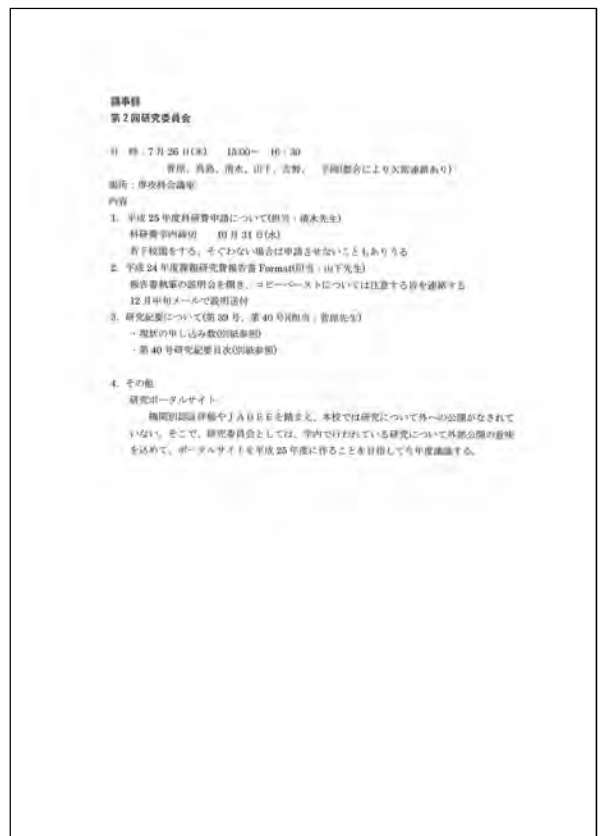 議事録
第2回研究委員会
日 時：7月26日(木) 15:00～ 16:30
菅原、真島、清水、山下、吉野、 平岡(都合により欠席連絡あり)
場所：専攻科会議室
内容
1. 平成25年度科研費申請について(担当：清水先生)
科研費学内締切 10月31日(水)
若手校閲をする。そぐわない場合は申請させないこともありうる
2. 平成24年度 研究費報告書Format(担当：山下先生)
報告書執筆の説明会を開き、コピーペーストについては注意する旨を連絡する
12月中旬メールで説明送付
3. 研究紀要について(第39号、第40号)(担当：菅原先生)
・現状の申し込み数(別紙参照)
・第40号研究紀要目次(別紙参照)
4. その他
研究ポータルサイト
機関別認証評価やJABEEを踏まえ、本校では研究について外への公開がなされて
いない。そこで、研究委員会としては、学内で行われている研究について外部公開の意味
を込めて、ポータルサイトを平成25年度に作ることを目指して今年度議論する。